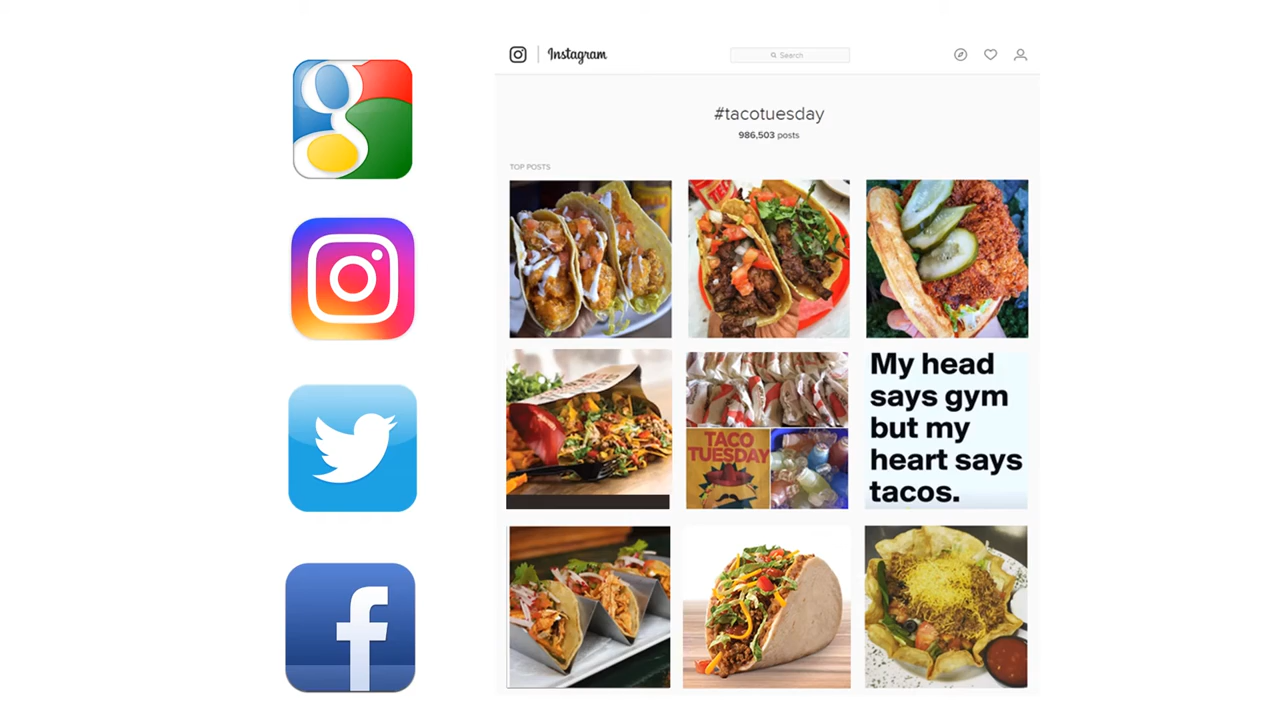 Instagram
Search
#tacotuesday
986,503 posts
TOP POSTS
TACO
TUESDAY
My head
says gym
but my
heart says
tacos.